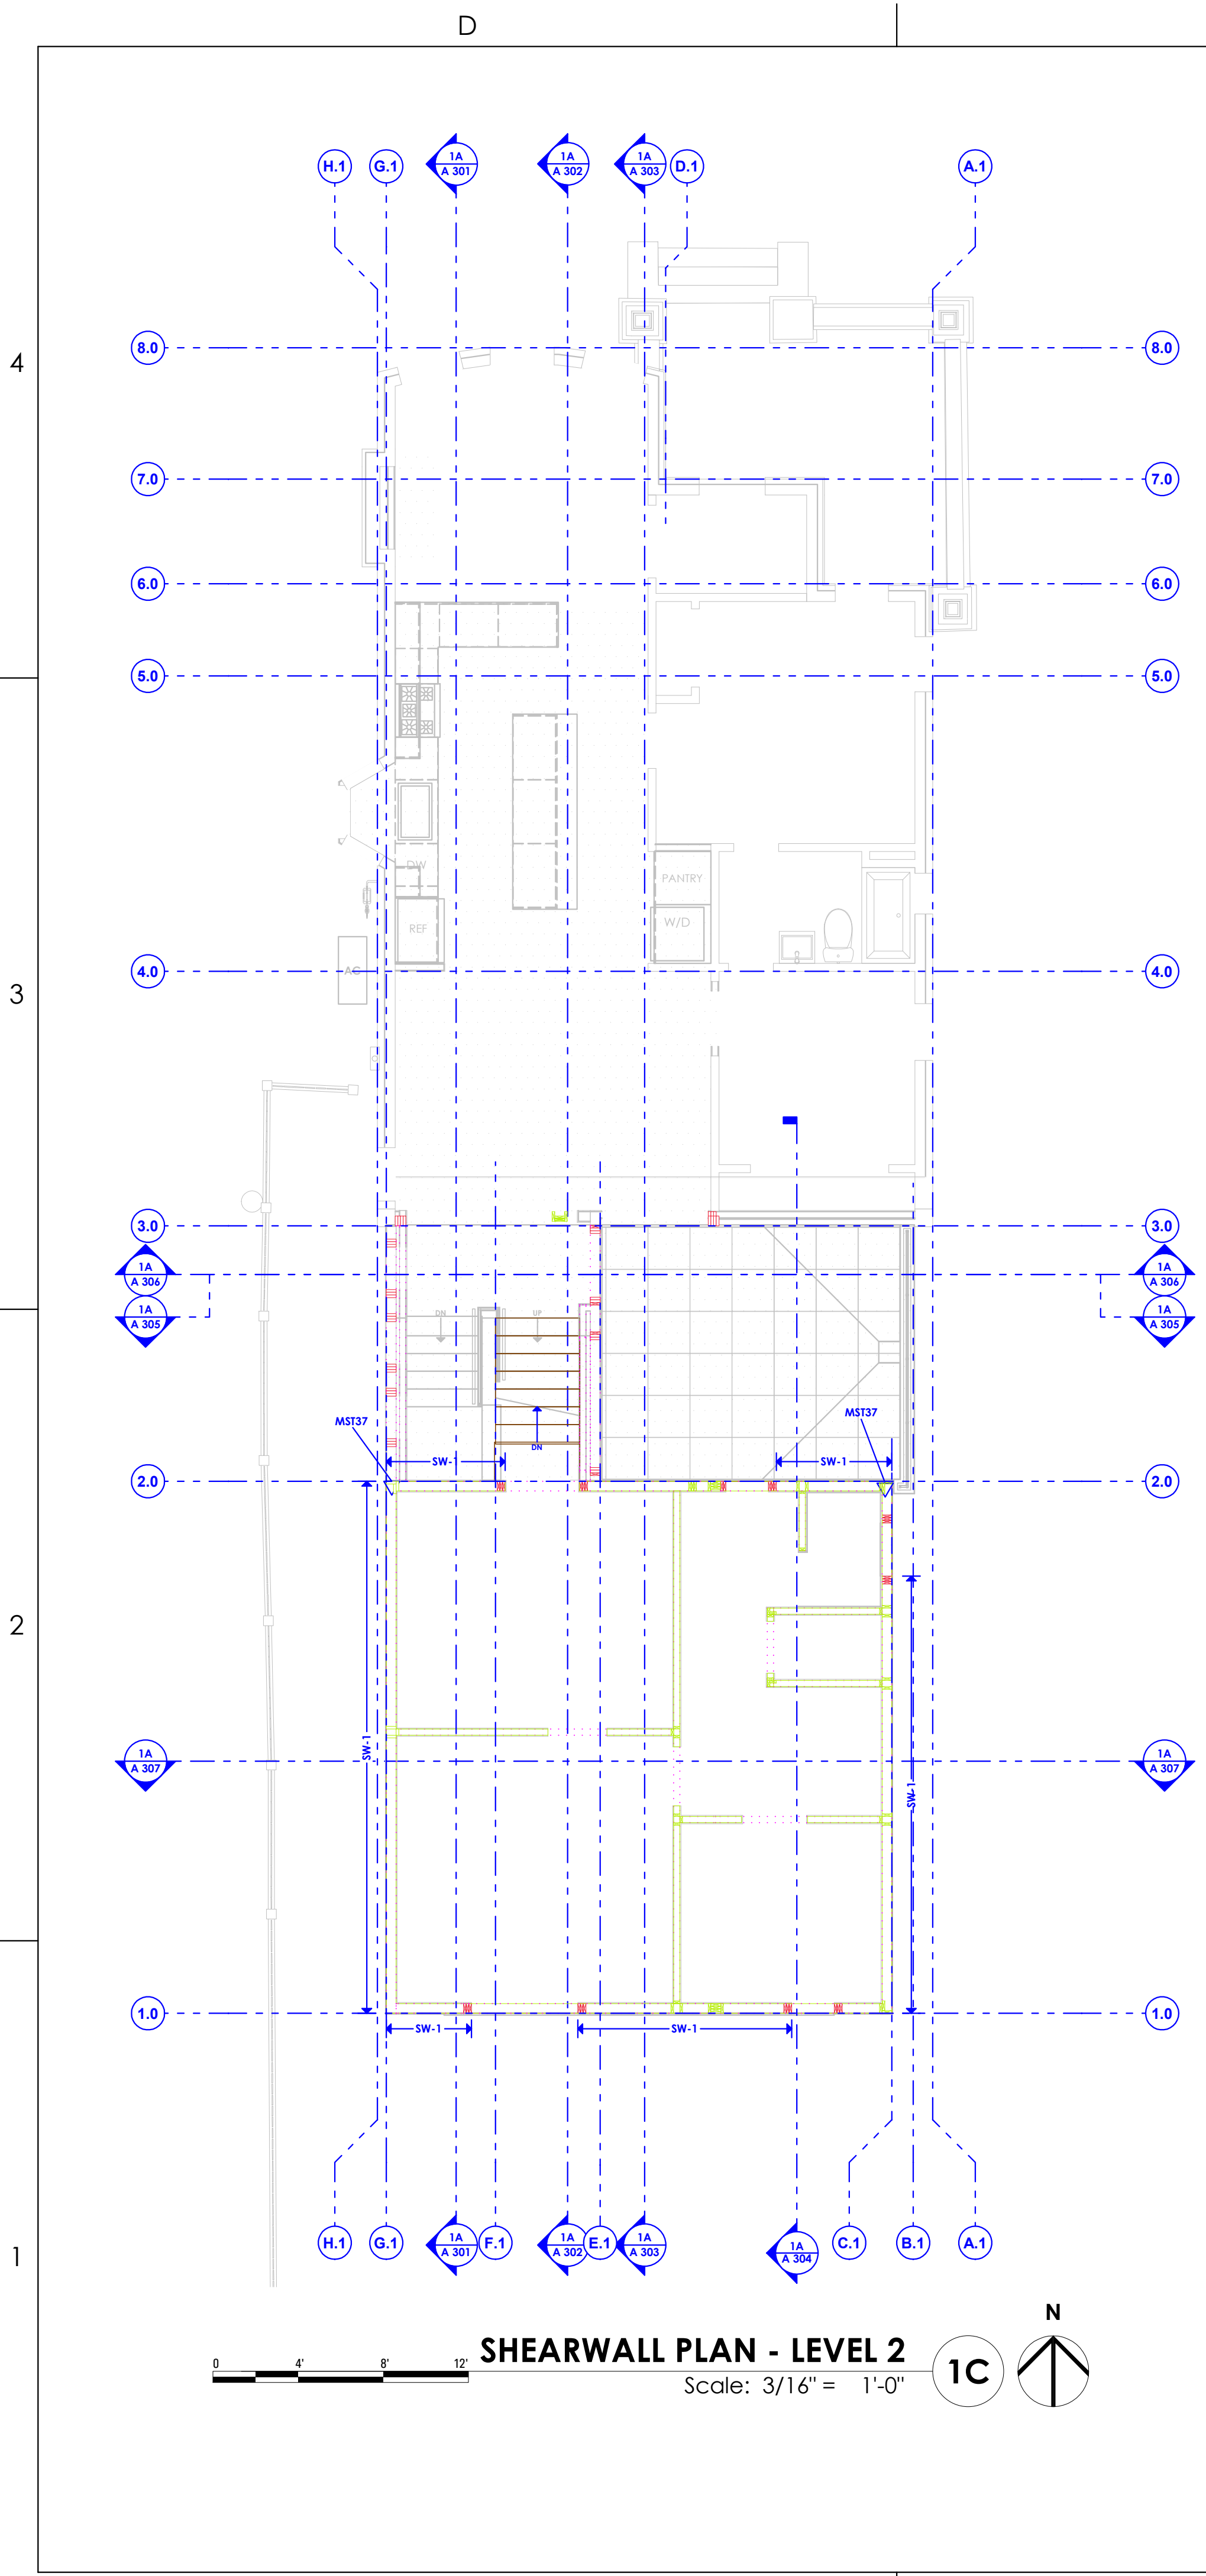 D
H.1
G.1
1A
A 301
1A
A 302
1A
A 303
D.1
A.1
8.0
8.0
4
7.0
7.0
6.0
6.0
5.0
5.0
DW
PANTRY
REF
W/D
4.0
AC
4.0
3
3.0
3.0
1A
A 306
1A
A 306
1A
A 305
1A
A 305
DN
UP
MST37
MST37
DN
SW-1
SW-1
2.0
2.0
2
SW-1
1A
A 307
1A
A 307
SW-1
1.0
1.0
SW-1
SW-1
1
H.1
G.1
1A
A 301
F.1
1A
A 302
E.1
1A
A 303
1A
A 304
C.1
B.1
A.1
N
SHEARWALL PLAN - LEVEL 2
0 4' 8' 12'
1C
Scale: 3/16" = 1'-0"